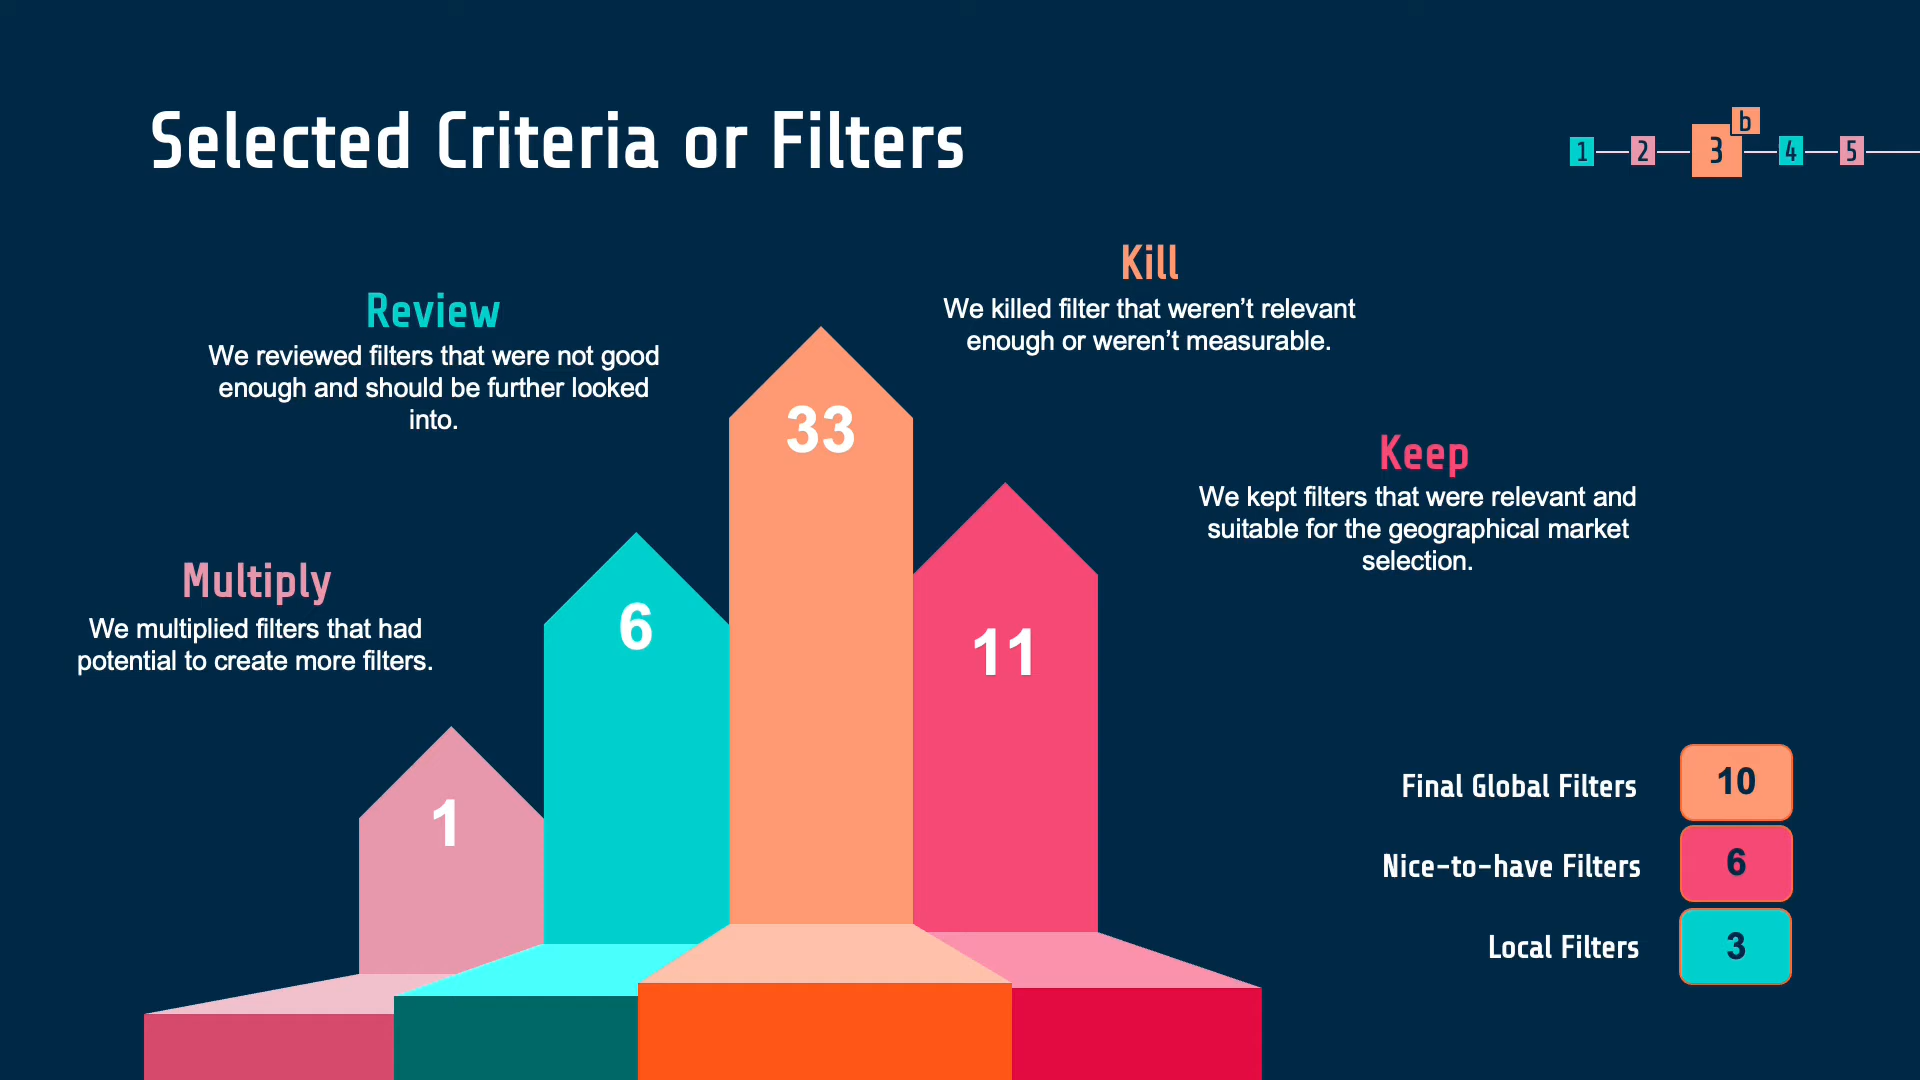 Selected Criteria or Filters
1 2 3 b 4 5
Kill
We killed filter that weren’t relevant
enough or weren’t measurable.
Review
We reviewed filters that were not good
enough and should be further looked
into.
33
Keep
We kept filters that were relevant and
suitable for the geographical market
selection.
Multiply
We multiplied filters that had
potential to create more filters.
6
11
1
Final Global Filters 10
Nice-to-have Filters 6
Local Filters 3